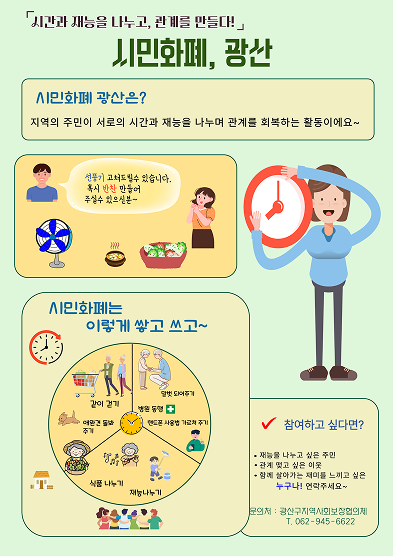 「시간과 재능을 나누고, 관계를 만들다!」
시민화폐, 광산
시민화폐 광산은?
지역의 주민이 서로의 시간과 재능을 나누며 관계를 회복하는 활동이에요~
선풍기 고쳐드릴수 있습니다.
혹시 반찬 만들어
주실수 있으신분~
시민화폐는
이렇게 쌓고 쓰고~
같이 걷기
말벗 되어주기
병원 동행
애완견 돌봐
주기
핸드폰 사용법 가르쳐 주기
식품 나누기
재능나누기
참여하고 싶다면?
• 재능을 나누고 싶은 주민
• 관계 맺고 싶은 이웃
• 함께 살아가는 재미를 느끼고 싶은
누구나! 연락주세요~
문의처 : 광산구지역사회보장협의체
T. 062-945-6622